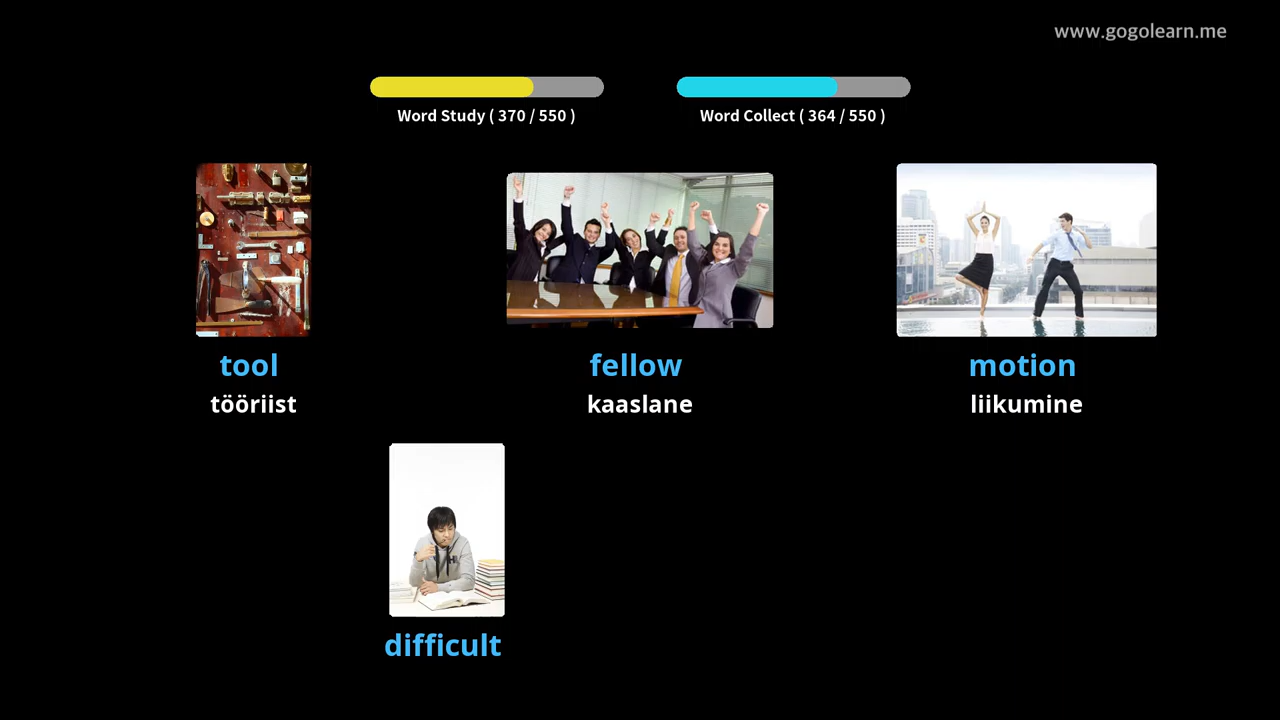 www.gogolearn.me
Word Study ( 370 / 550 )
Word Collect ( 364 / 550 )
tool
tööriist
fellow
kaaslane
motion
liikumine
difficult